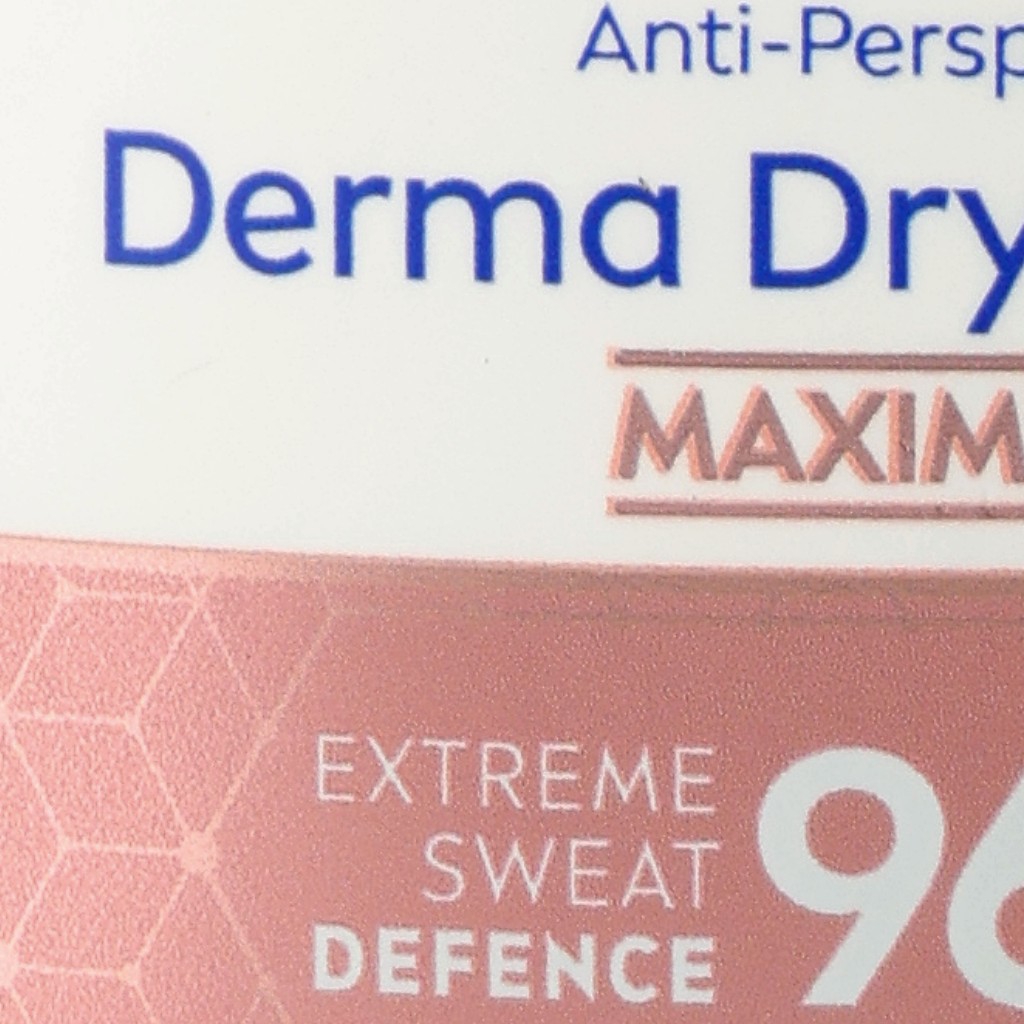 Anti-Persp
Derma Dry
MAXIM
EXTREME
SWEAT
DEFENCE
96